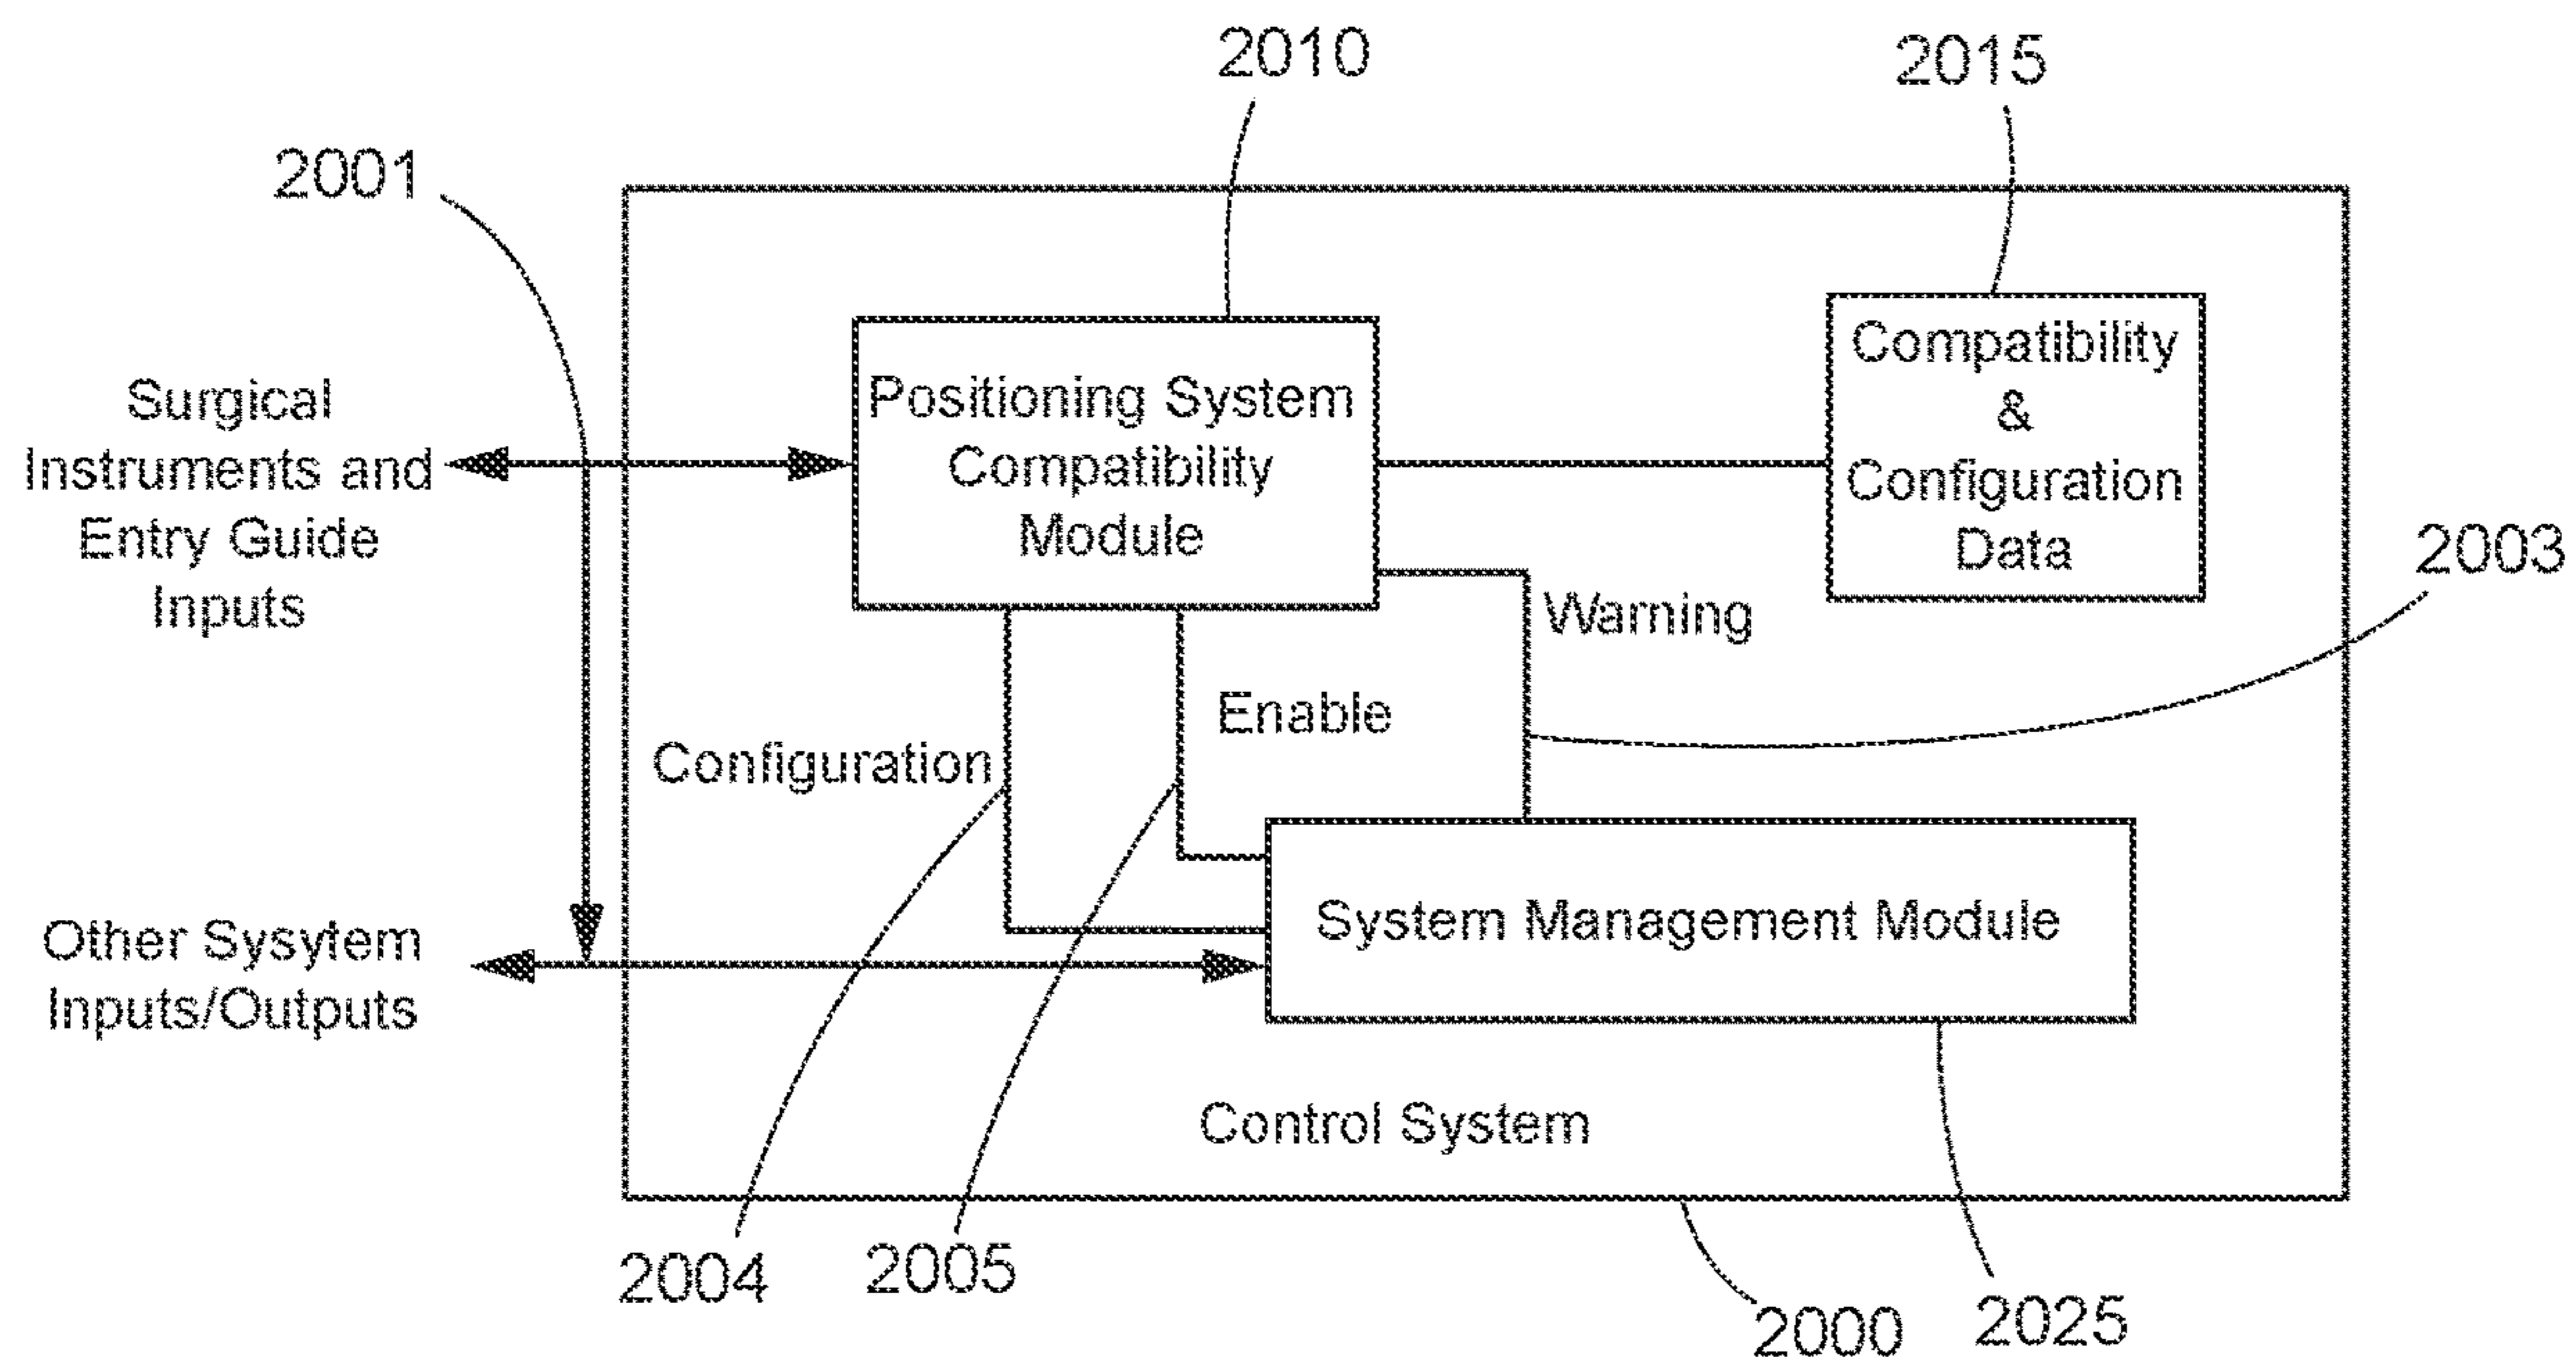 2010
2015
2001
Surgical
Instruments and
Entry Guide
Inputs
Positioning System
Compatibility
Module
Compatibility
&
Configuration
Data
2003
Warning
Enable
Configuration
Other Sysytem
Inputs/Outputs
System Management Module
Control System
2004
2005
2000
2025